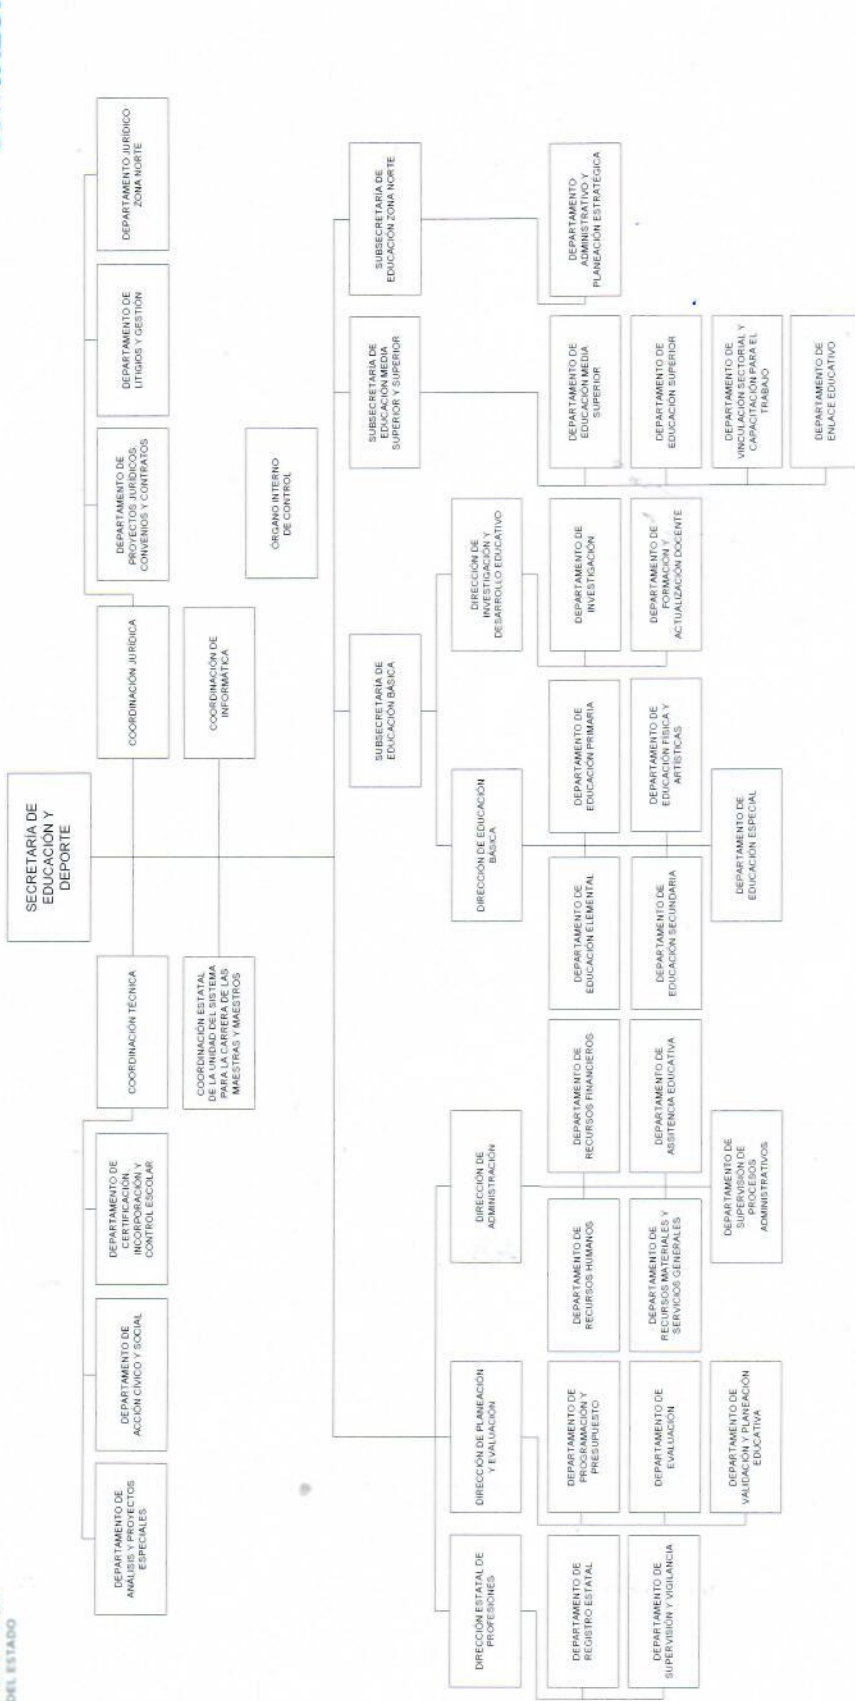 DEL ESTADO
SECRETARÍA DE
EDUCACIÓN Y
DEPORTE
DEPARTAMENTO DE
ANÁLISIS Y PROYECTOS
ESPECIALES
DEPARTAMENTO DE
ACCIÓN CÍVICO Y SOCIAL
DEPARTAMENTO DE
CERTIFICACIÓN,
INCORPORACIÓN Y
CONTROL ESCOLAR
COORDINACIÓN TÉCNICA
COORDINACIÓN JURÍDICA
DEPARTAMENTO DE
PROYECTOS JURÍDICOS,
CONVENIOS Y CONTRATOS
DEPARTAMENTO DE
LITIGIOS Y GESTIÓN
DEPARTAMENTO JURÍDICO
ZONA NORTE
COORDINACIÓN ESTATAL
DE LA UNIDAD DEL SISTEMA
PARA LA CARRERA DE LAS
MAESTRAS Y MAESTROS
COORDINACIÓN DE
INFORMÁTICA
ÓRGANO INTERNO
DE CONTROL
SUBSECRETARÍA DE
EDUCACIÓN BÁSICA
SUBSECRETARÍA DE
EDUCACIÓN MEDIA
SUPERIOR Y SUPERIOR
SUBSECRETARÍA DE
EDUCACIÓN ZONA NORTE
DIRECCIÓN ESTATAL DE
PROFESIONES
DIRECCIÓN DE PLANEACIÓN
Y EVALUACIÓN
DIRECCIÓN DE
ADMINISTRACIÓN
DIRECCIÓN DE EDUCACIÓN
BÁSICA
DIRECCIÓN DE
INVESTIGACIÓN Y
DESARROLLO EDUCATIVO
DEPARTAMENTO DE
REGISTRO ESTATAL
DEPARTAMENTO DE
PROGRAMACIÓN Y
PRESUPUESTO
DEPARTAMENTO DE
RECURSOS HUMANOS
DEPARTAMENTO DE
RECURSOS FINANCIEROS
DEPARTAMENTO DE
EDUCACIÓN ELEMENTAL
DEPARTAMENTO DE
EDUCACIÓN PRIMARIA
DEPARTAMENTO DE
INVESTIGACIÓN
DEPARTAMENTO DE
EDUCACIÓN MEDIA
SUPERIOR
DEPARTAMENTO
ADMINISTRATIVO Y
PLANEACIÓN ESTRATÉGICA
DEPARTAMENTO DE
SUPERVISIÓN Y VIGILANCIA
DEPARTAMENTO DE
EVALUACIÓN
DEPARTAMENTO DE
RECURSOS MATERIALES Y
SERVICIOS GENERALES
DEPARTAMENTO DE
ASSITENCIA EDUCATIVA
DEPARTAMENTO DE
EDUCACIÓN SECUNDARIA
DEPARTAMENTO DE
EDUCACIÓN FÍSICA Y
ARTÍSTICAS
DEPARTAMENTO DE
FORMACIÓN Y
ACTUALIZACIÓN DOCENTE
DEPARTAMENTO DE
EDUCACIÓN SUPERIOR
DEPARTAMENTO DE
VALIDACIÓN Y PLANEACIÓN
EDUCATIVA
DEPARTAMENTO DE
SUPERVISIÓN DE
PROCESOS
ADMINISTRATIVOS
DEPARTAMENTO DE
EDUCACIÓN ESPECIAL
DEPARTAMENTO DE
VINCULACIÓN SECTORIAL Y
CAPACITACIÓN PARA EL
TRABAJO
DEPARTAMENTO DE
ENLACE EDUCATIVO